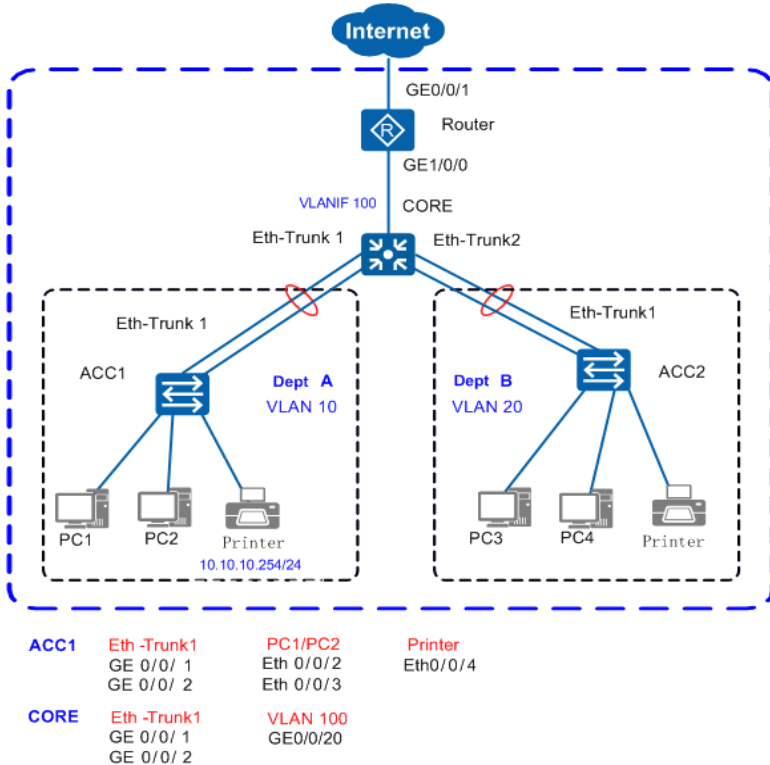 Internet
GE0/0/1
R
Router
GE1/0/0
VLANIF 100
CORE
Eth-Trunk 1
Eth-Trunk2
Eth-Trunk 1
Eth-Trunk1
ACC1
ACC2
Dept A
VLAN 10
Dept B
VLAN 20
PC1
PC2
Printer
10.10.10.254/24
PC3
PC4
Printer
ACC1 Eth -Trunk1 PC1/PC2 Printer
GE 0/0/ 1 Eth 0/0/2 Eth0/0/4
GE 0/0/ 2 Eth 0/0/3
CORE Eth -Trunk1 VLAN 100
GE 0/0/ 1 GE0/0/20
GE 0/0/ 2